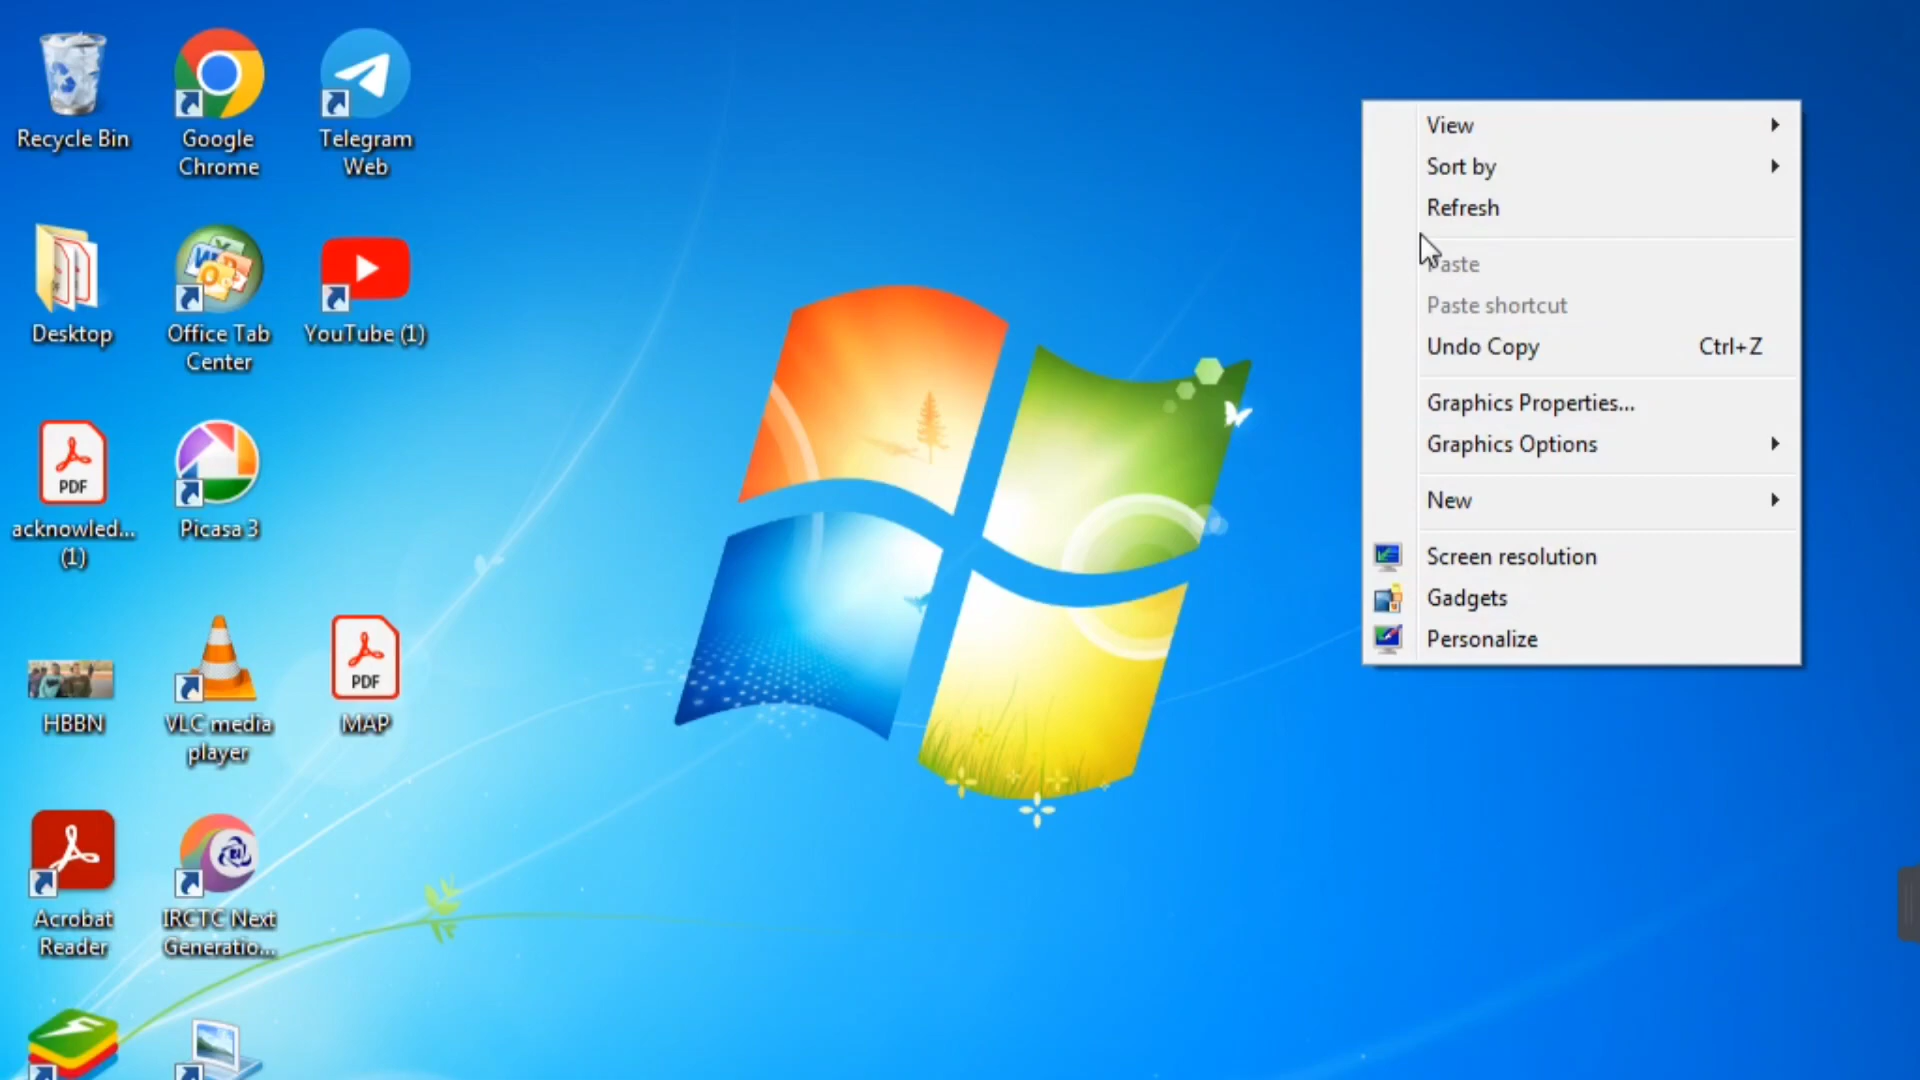 Recycle Bin
Google
Chrome
Telegram
Web
Desktop
Office Tab
Center
YouTube (1)
PDF
acknowled...
(1)
Picasa 3
HBBN
VLC media
player
PDF
MAP
Acrobat
Reader
IRCTC Next
Generatio...
View
Sort by
Refresh
Paste
Paste shortcut
Undo Copy Ctrl+Z
Graphics Properties...
Graphics Options
New
Screen resolution
Gadgets
Personalize